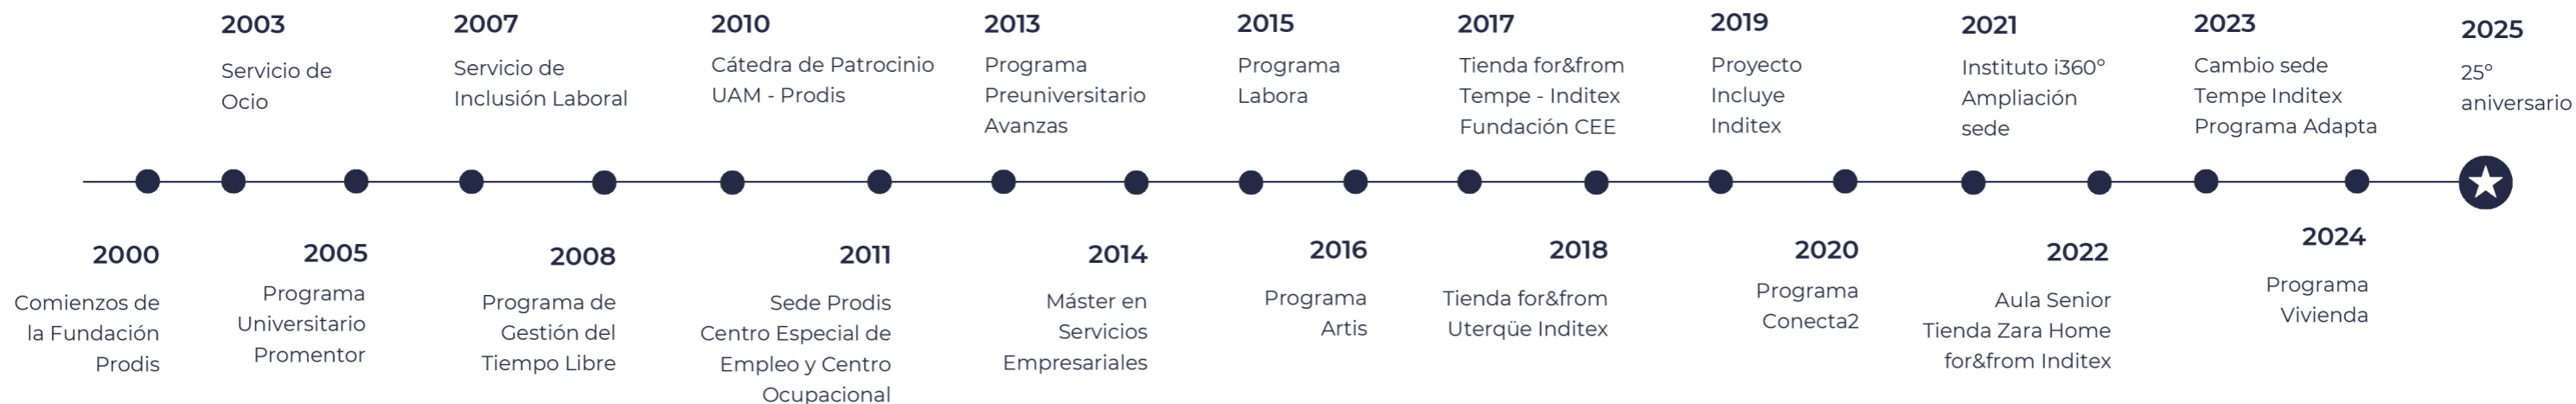 2003
Servicio de
Ocio
2007
Servicio de
Inclusión Laboral
2010
Cátedra de Patrocinio
UAM - Prodis
2013
Programa
Preuniversitario
Avanzas
2015
Programa
Labora
2017
Tienda for&from
Tempe - Inditex
Fundación CEE
2019
Proyecto
Incluye
Inditex
2021
Instituto i360°
Ampliación
sede
2023
Cambio sede
Tempe Inditex
Programa Adapta
2025
25°
aniversario
2000
Comienzos de
la Fundación
Prodis
2005
Programa
Universitario
Promentor
2008
Programa de
Gestión del
Tiempo Libre
2011
Sede Prodis
Centro Especial de
Empleo y Centro
Ocupacional
2014
Máster en
Servicios
Empresariales
2016
Programa
Artis
2018
Tienda for&from
Uterqüe Inditex
2020
Programa
Conecta2
2022
Aula Senior
Tienda Zara Home
for&from Inditex
2024
Programa
Vivienda